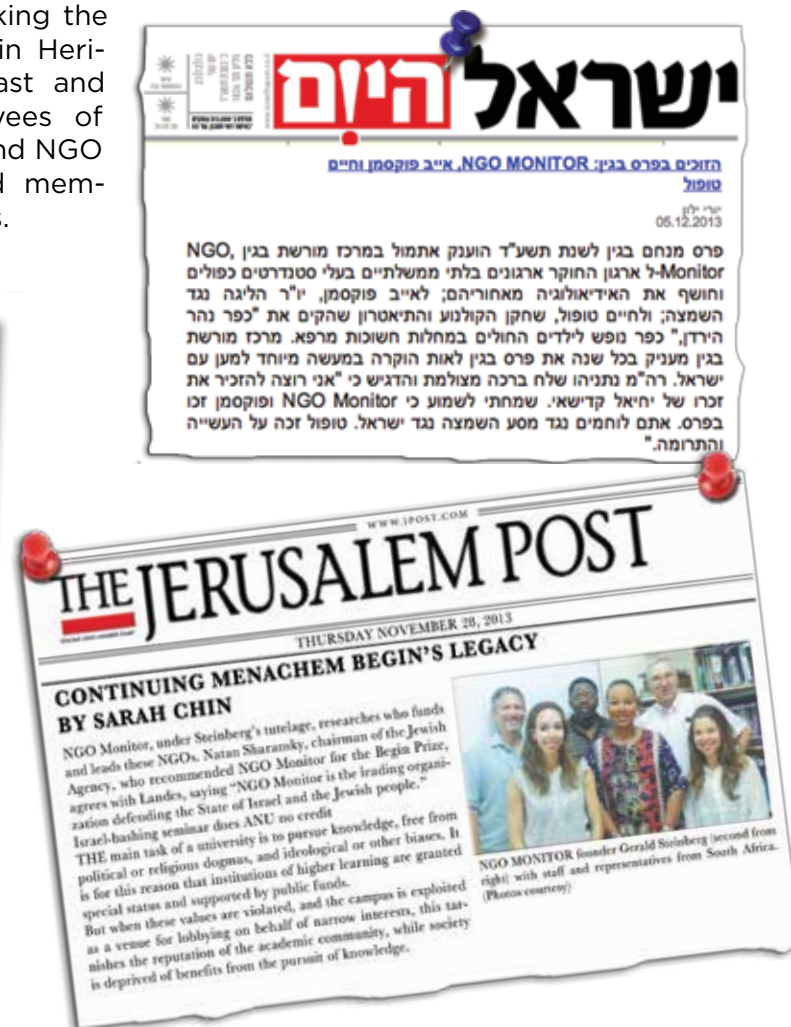 king the
in Heri-
ast and
yees of
nd NGO
d mem-
s.
ישראל היום
הזוכים בפרס בגין: NGO MONITOR, אייב פוקסמן וחיים
טופול
יורי ילון
05.12.2013
פרס מנחם בגין לשנת תשע"ד הוענק אתמול במרכז מורשת בגין NGO,
Monitor-ל ארגון החוקר ארגונים בלתי ממשלתיים בעלי סטנדרטים כפולים
וחושף את האידיאולוגיה מאחוריהם; לאייב פוקסמן, יו"ר הליגה נגד
השמצה; ולחיים טופול, שחקן הקולנוע והתיאטרון שהקים את "כפר נהר
הירדן," כפר נופש לילדים החולים במחלות חשוכות מרפא. מרכז מורשת
בגין מעניק בכל שנה את פרס בגין לאות הוקרה במעשה מיוחד למען עם
ישראל. רה"מ נתניהו שלח ברכה מצולמת והדגיש כי "אני רוצה להזכיר את
זכרו של יחיאל קדישאי. שמחתי לשמוע כי NGO Monitor ופוקסמן זכו
בפרס. אתם לוחמים נגד מסע השמצה נגד ישראל. טופול זכה על העשייה
והתרומה."
WWW.JPOST.COM
THE JERUSALEM POST
THURSDAY NOVEMBER 28, 2013
CONTINUING MENACHEM BEGIN'S LEGACY
BY SARAH CHIN
NGO Monitor, under Steinberg's tutelage, researches who funds
and leads these NGOs. Natan Sharansky, chairman of the Jewish
Agency, who recommended NGO Monitor for the Begin Prize,
agrees with Landes, saying "NGO Monitor is the leading organi-
zation defending the State of Israel and the Jewish people."
Israel-bashing seminar does ANU no credit
THE main task of a university is to pursue knowledge, free from
political or religious dogmas, and ideological or other biases. It
is for this reason that institutions of higher learning are granted
special status and supported by public funds.
But when these values are violated, and the campus is exploited
as a venue for lobbying on behalf of narrow interests, this tar-
nishes the reputation of the academic community, while society
is deprived of benefits from the pursuit of knowledge.
NGO MONITOR founder Gerald Steinberg (second from
right) with staff and representatives from South Africa.
(Photos courtesy)